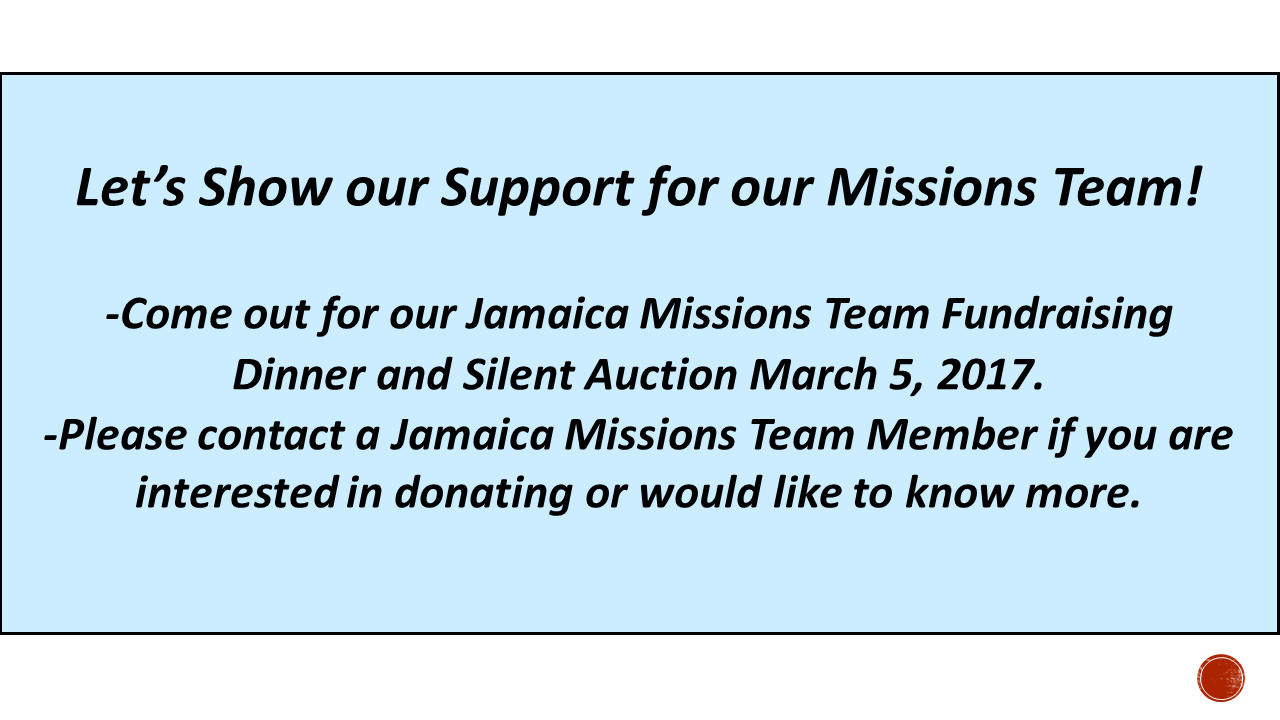 Let’s Show our Support for our Missions Team!
-Come out for our Jamaica Missions Team Fundraising
Dinner and Silent Auction March 5, 2017.
-Please contact a Jamaica Missions Team Member if you are
interested in donating or would like to know more.